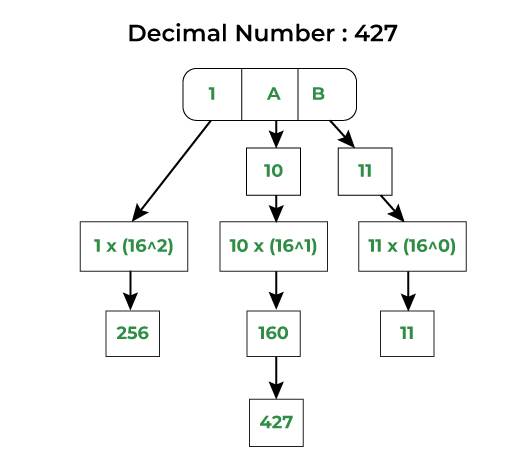 Decimal Number : 427
1 A B
10 11
1 x (16^2) 10 x (16^1) 11 x (16^0)
256 160 11
427